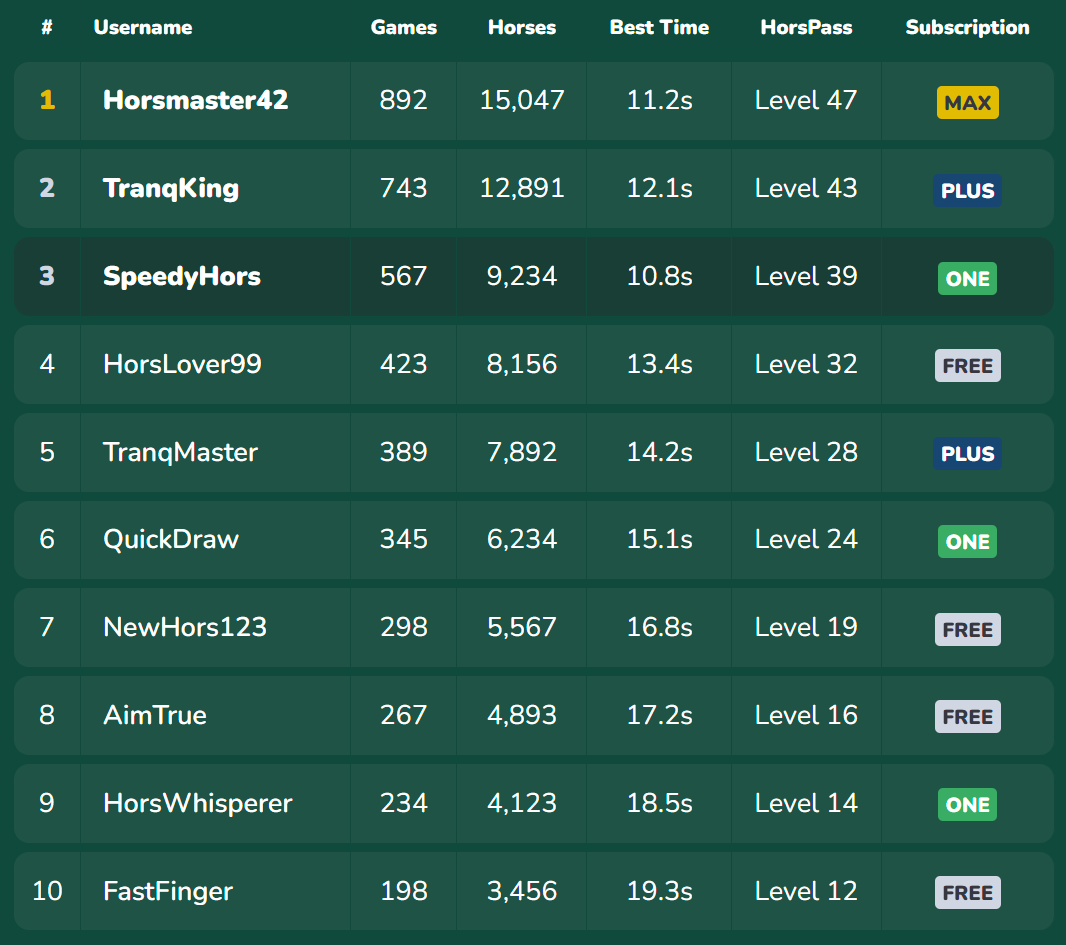 # Username Games Horses Best Time HorsPass Subscription
1 Horsmaster42 892 15,047 11.2s Level 47 MAX
2 TranqKing 743 12,891 12.1s Level 43 PLUS
3 SpeedyHors 567 9,234 10.8s Level 39 ONE
4 HorsLover99 423 8,156 13.4s Level 32 FREE
5 TranqMaster 389 7,892 14.2s Level 28 PLUS
6 QuickDraw 345 6,234 15.1s Level 24 ONE
7 NewHors123 298 5,567 16.8s Level 19 FREE
8 AimTrue 267 4,893 17.2s Level 16 FREE
9 HorsWhisperer 234 4,123 18.5s Level 14 ONE
10 FastFinger 198 3,456 19.3s Level 12 FREE